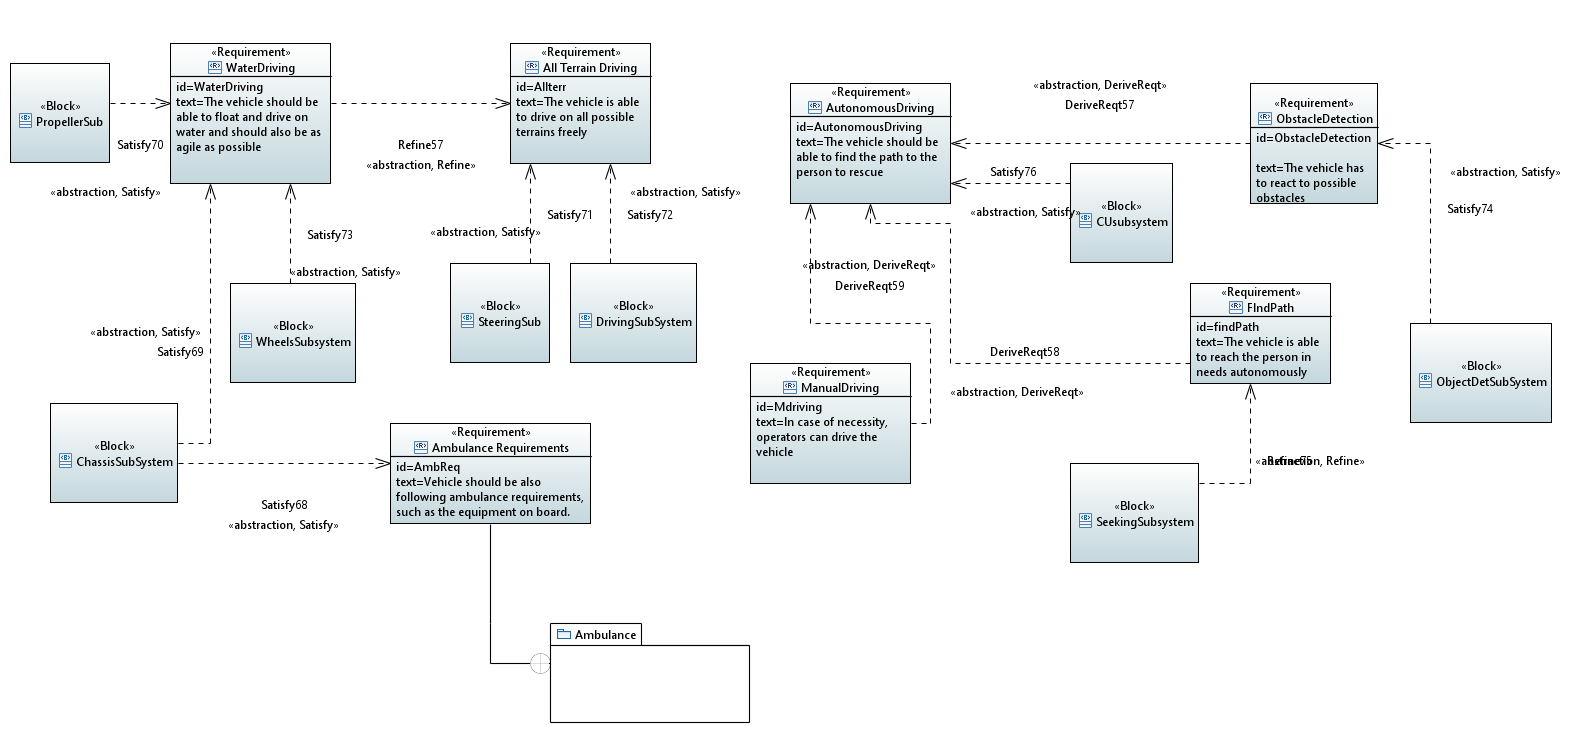 «Block»
PropellerSub
Satisfy70
«abstraction, Satisfy»
«Requirement»
WaterDriving
id=WaterDriving
text=The vehicle should be
able to float and drive on
water and should also be as
agile as possible
Refine57
«abstraction, Refine»
«Requirement»
All Terrain Driving
id=Allterr
text=The vehicle is able
to drive on all possible
terrains freely
Satisfy73
«abstraction, Satisfy»
«abstraction, Satisfy»
Satisfy69
«Block»
WheelsSubsystem
Satisfy71
«abstraction, Satisfy»
«abstraction, Satisfy»
Satisfy72
«Block»
SteeringSub
«Block»
DrivingSubSystem
«Block»
ChassisSubSystem
Satisfy68
«abstraction, Satisfy»
«Requirement»
Ambulance Requirements
id=AmbReq
text=Vehicle should be also
following ambulance requirements,
such as the equipment on board.
Ambulance
«Requirement»
AutonomousDriving
id=AutonomousDriving
text=The vehicle should be
able to find the path to the
person to rescue
«abstraction, DeriveReqt»
DeriveReqt57
«Requirement»
ObstacleDetection
id=ObstacleDetection
text=The vehicle has
to react to possible
obstacles
Satisfy76
«abstraction, Satisfy»
«Block»
CUsubsystem
«abstraction, Satisfy»
Satisfy74
«abstraction, DeriveReqt»
DeriveReqt59
«Requirement»
FIndPath
id=findPath
text=The vehicle is able
to reach the person in
needs autonomously
DeriveReqt58
«abstraction, DeriveReqt»
«Requirement»
ManualDriving
id=Mdriving
text=In case of necessity,
operators can drive the
vehicle
«Block»
ObjectDetSubSystem
«abstraction, Refine»
«Block»
SeekingSubsystem